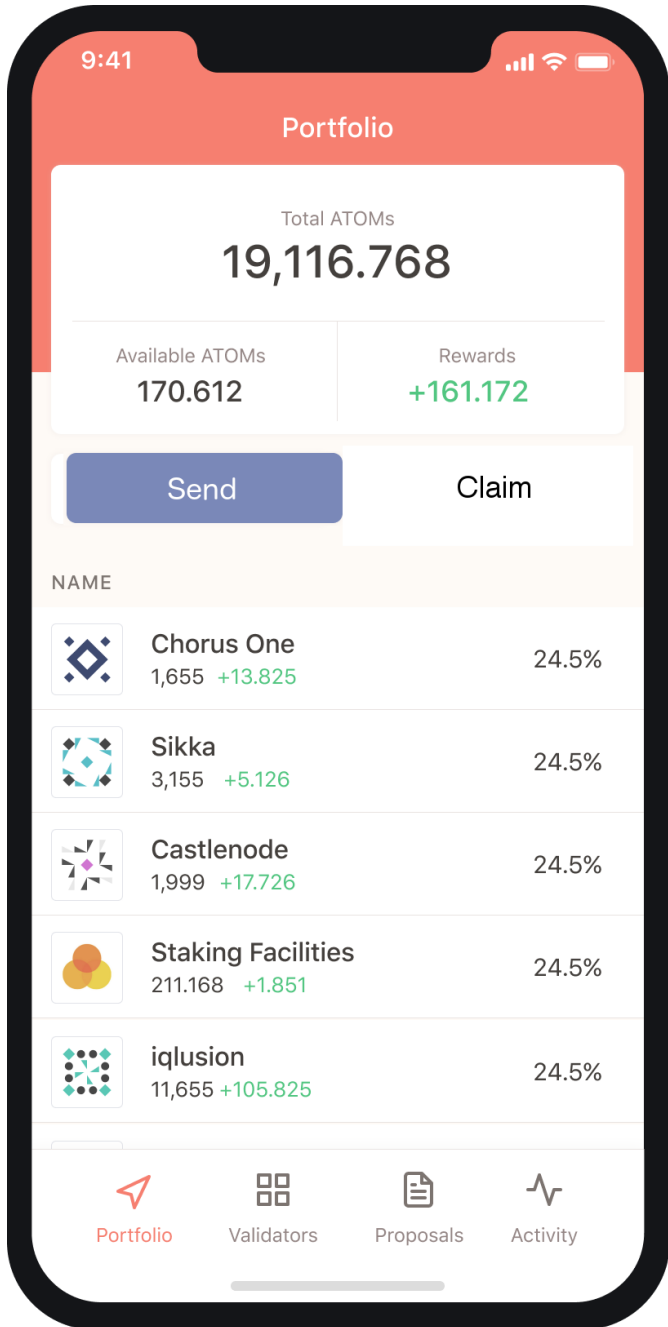 9:41
Portfolio
Total ATOMs
19,116.768
Available ATOMs
170.612
Rewards
+161.172
Send
Claim
NAME
Chorus One
1,655 +13.825
24.5%
Sikka
3,155 +5.126
24.5%
Castlenode
1,999 +17.726
24.5%
Staking Facilities
211.168 +1.851
24.5%
iqlusion
11,655 +105.825
24.5%
Portfolio
Validators
Proposals
Activity